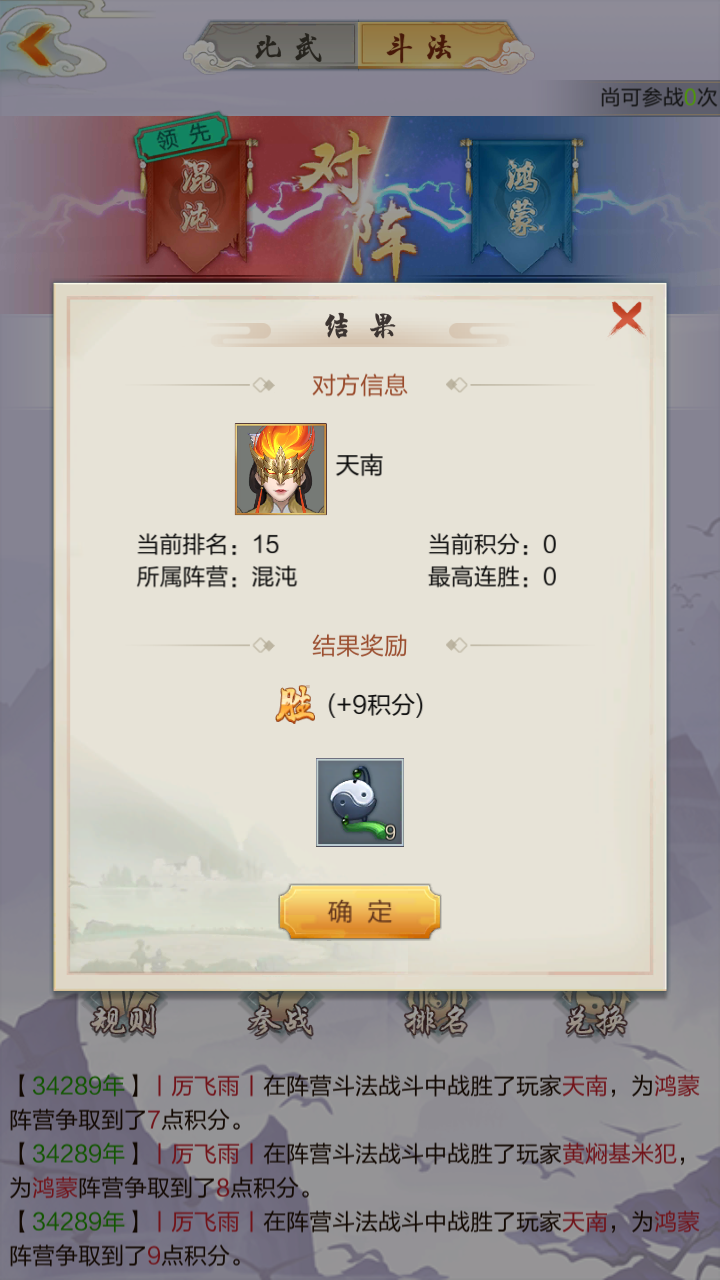 比武
斗法
尚可参战0次
领先
混沌
对阵
鸿蒙
结果
对方信息
天南
当前排名：15
当前积分：0
所属阵营：混沌
最高连胜：0
结果奖励
胜 (+9积分)
9
确定
规则
参战
排名
兑换
【34289年】丨厉飞雨丨在阵营斗法战斗中战胜了玩家天南，为鸿蒙
阵营争取到了7点积分。
【34289年】丨厉飞雨丨在阵营斗法战斗中战胜了玩家黄焖基米犯，
为鸿蒙阵营争取到了8点积分。
【34289年】丨厉飞雨丨在阵营斗法战斗中战胜了玩家天南，为鸿蒙
阵营争取到了9点积分。